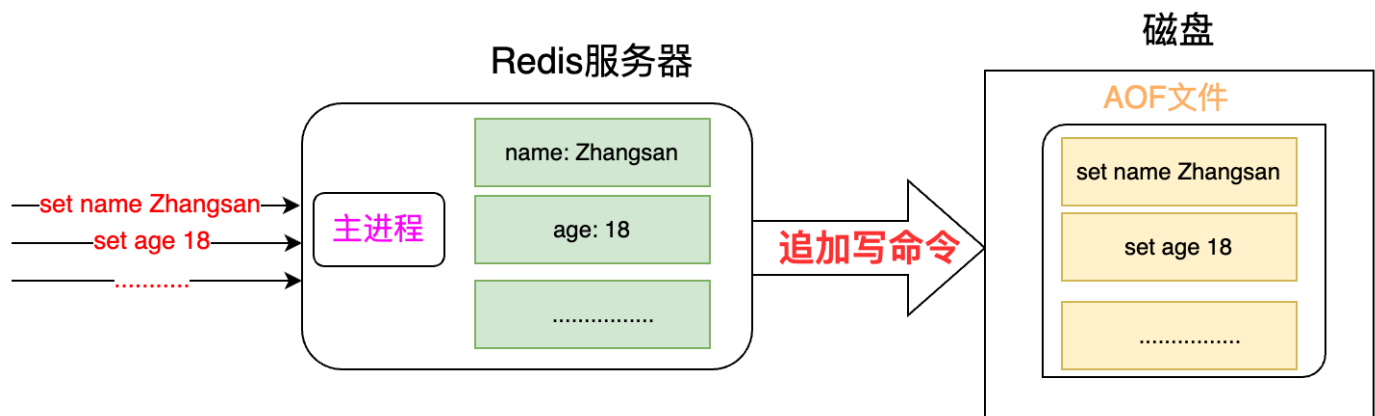 磁盘
Redis服务器
AOF文件
set name Zhangsan
set age 18
...........
主进程
name: Zhangsan
age: 18
................
追加写命令
set name Zhangsan
set age 18
................